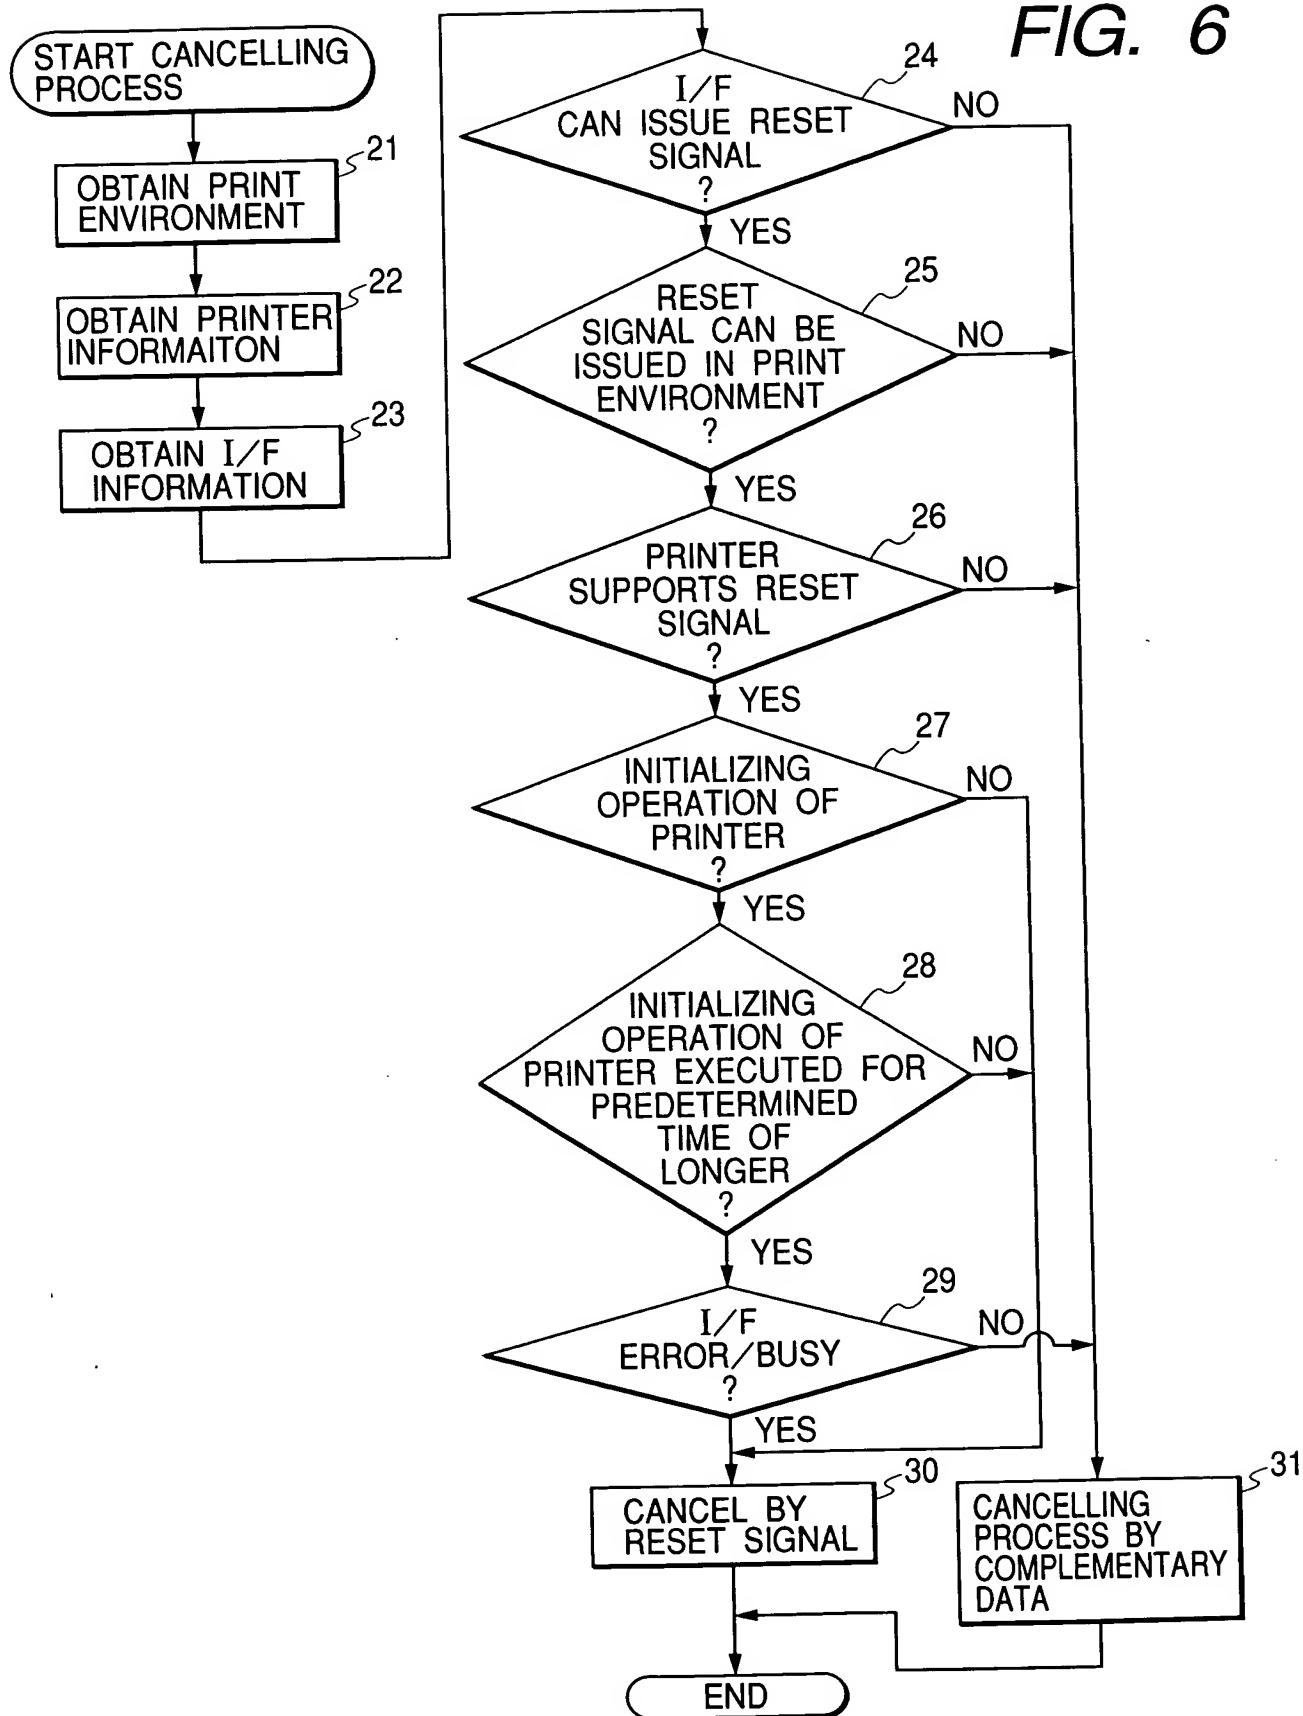 FIG. 6
START CANCELLING
PROCESS
21
OBTAIN PRINT
ENVIRONMENT
22
OBTAIN PRINTER
INFORMAITON
23
OBTAIN I/F
INFORMATION
24
I/F
CAN ISSUE RESET
SIGNAL
?
NO
YES
25
RESET
SIGNAL CAN BE
ISSUED IN PRINT
ENVIRONMENT
?
NO
YES
26
PRINTER
SUPPORTS RESET
SIGNAL
?
NO
YES
27
INITIALIZING
OPERATION OF
PRINTER
?
NO
YES
28
INITIALIZING
OPERATION OF
PRINTER EXECUTED FOR
PREDETERMINED
TIME OF
LONGER
?
NO
YES
29
I/F
ERROR/BUSY
?
NO
YES
30
CANCEL BY
RESET SIGNAL
31
CANCELLING
PROCESS BY
COMPLEMENTARY
DATA
END